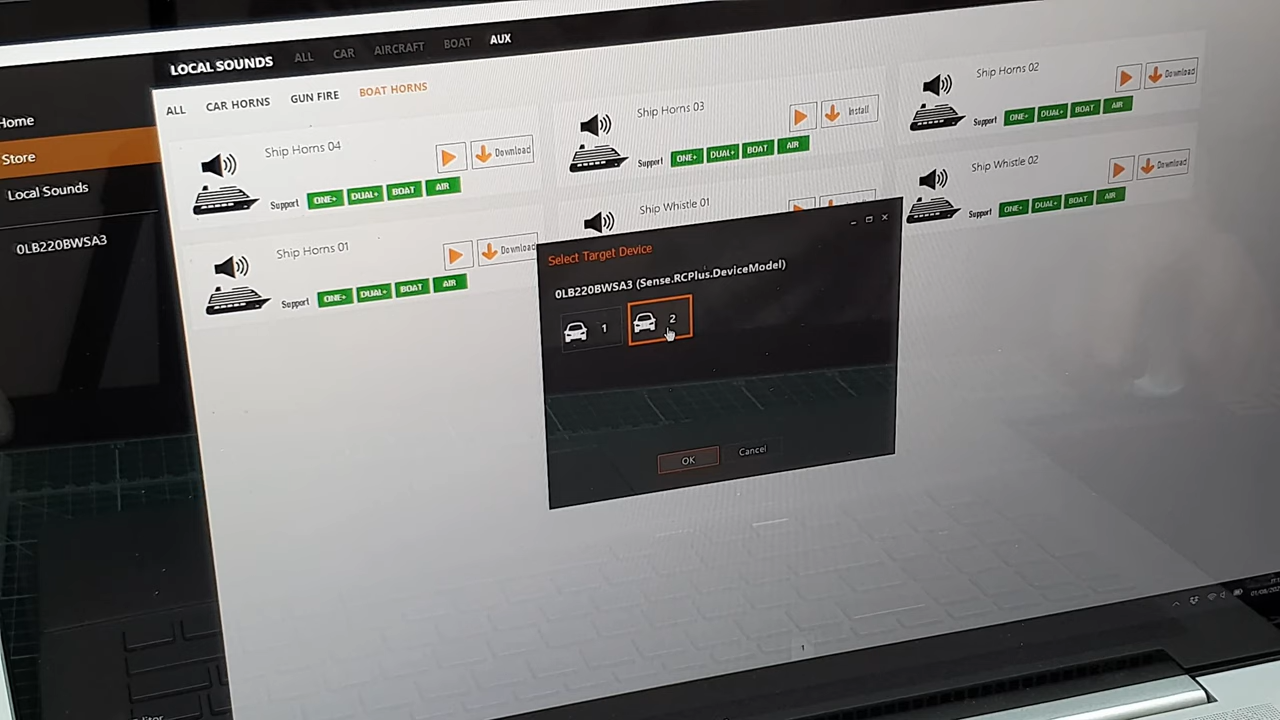 LOCAL SOUNDS ALL CAR AIRCRAFT BOAT AUX
ALL CAR HORNS GUN FIRE BOAT HORNS
Home
Store
Local Sounds
0LB220BWSA3
Ship Horns 04
Download
Support ONE+ DUAL+ BOAT AIR
Ship Horns 03
Install
Support ONE+ DUAL+ BOAT AIR
Ship Horns 02
Download
Support ONE+ DUAL+ BOAT AIR
Ship Horns 01
Download
Support ONE+ DUAL+ BOAT AIR
Ship Whistle 01
Ship Whistle 02
Download
Support ONE+ DUAL+ BOAT AIR
Select Target Device
0LB220BWSA3 (Sense.RCPlus.DeviceModel)
1 2
OK Cancel
1
Editor